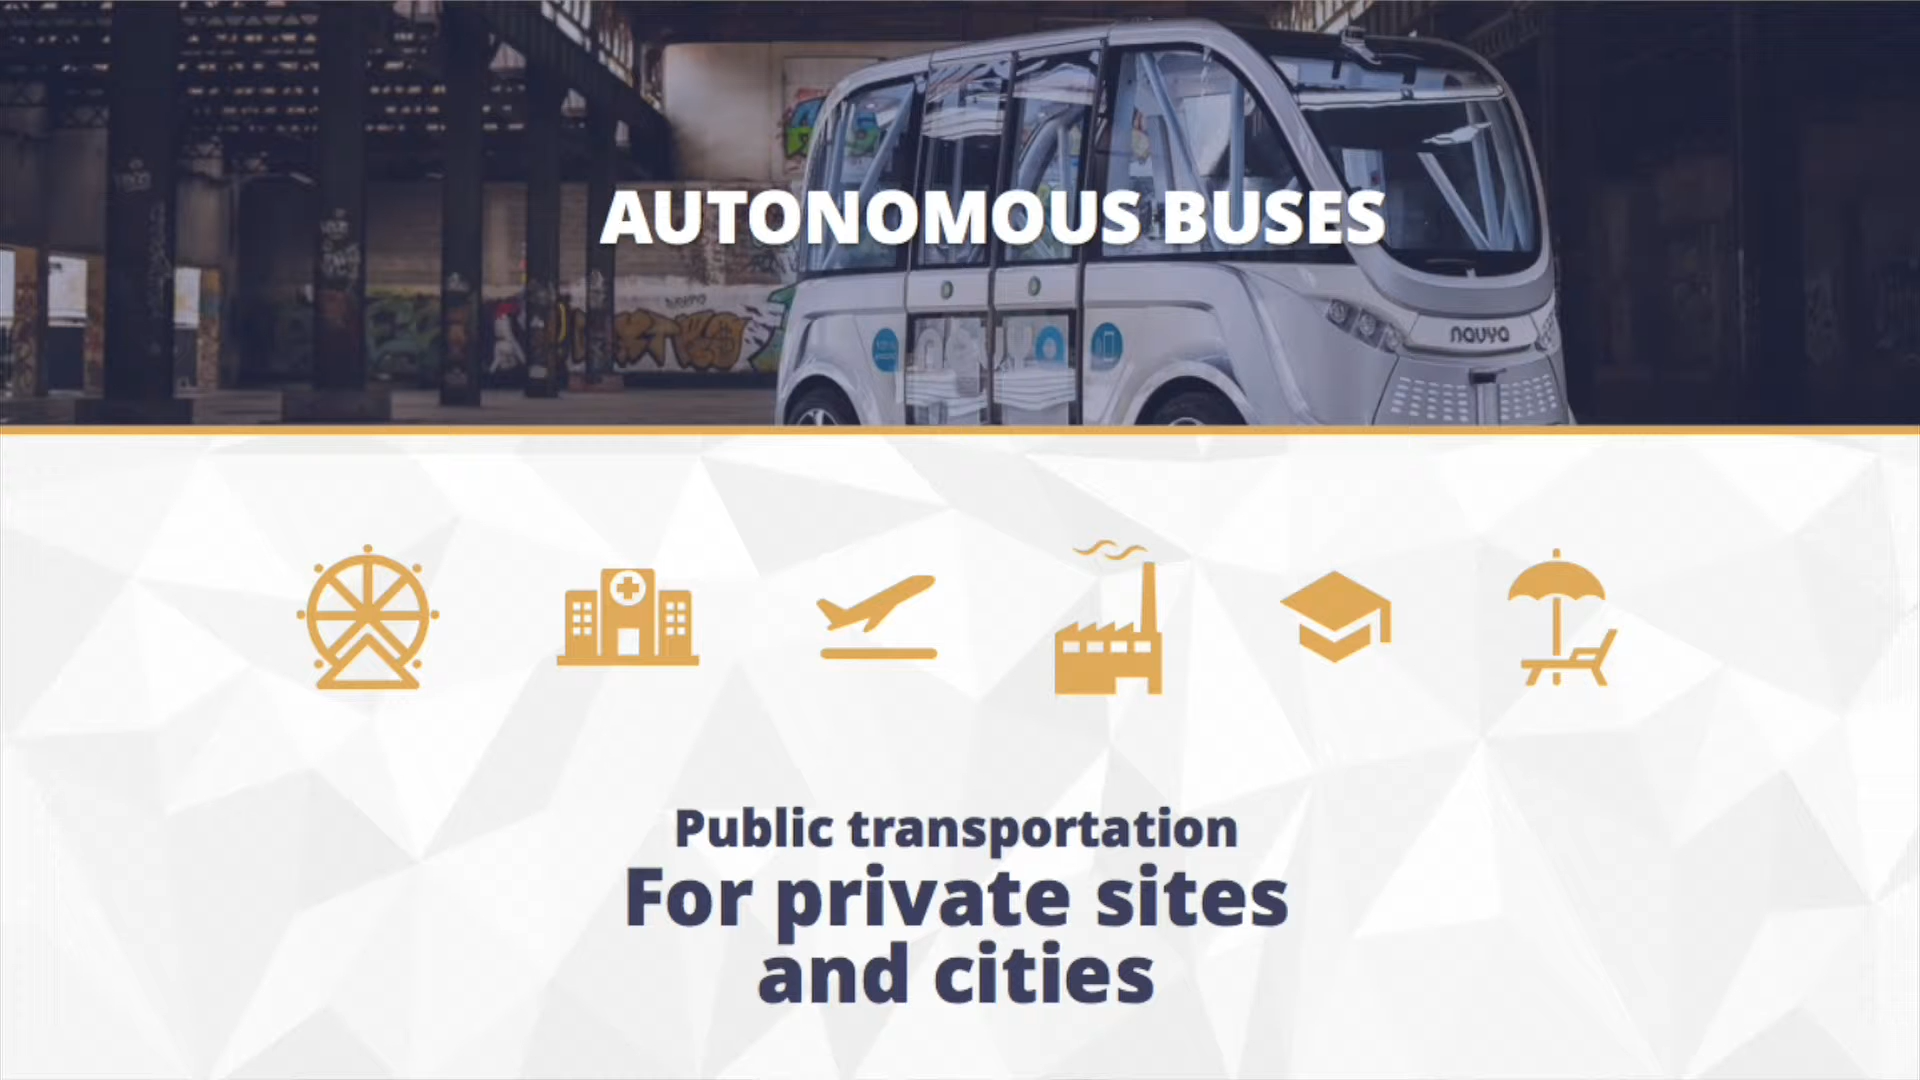 AUTONOMOUS BUSES
navya
Public transportation
For private sites
and cities